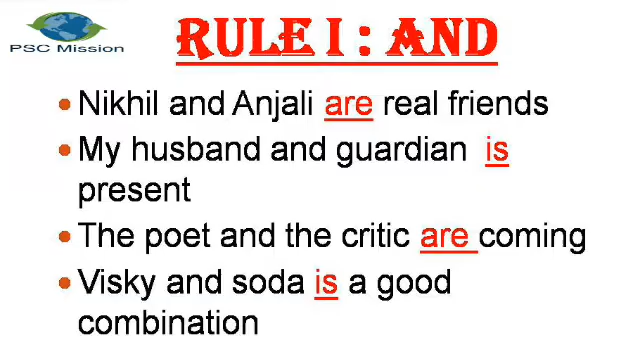 PSC Mission
RULE I : AND
• Nikhil and Anjali are real friends
• My husband and guardian is
present
• The poet and the critic are coming
• Visky and soda is a good
combination